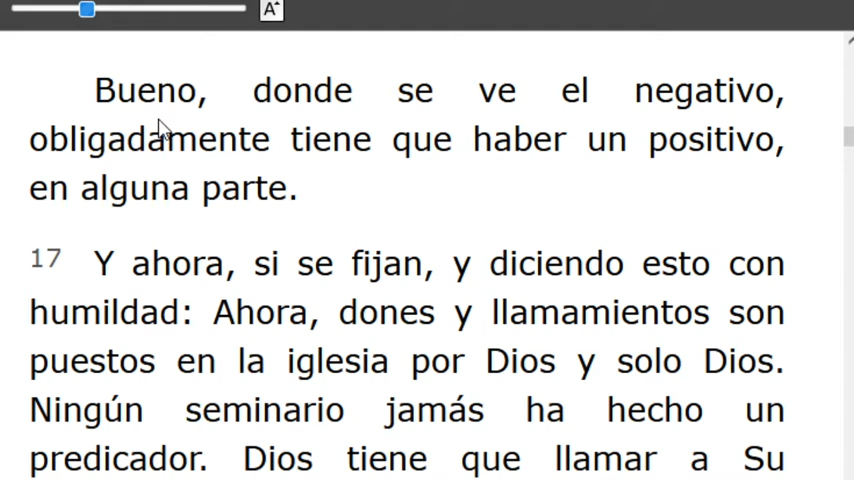 A
Bueno, donde se ve el negativo,
obligadamente tiene que haber un positivo,
en alguna parte.
17 Y ahora, si se fijan, y diciendo esto con
humildad: Ahora, dones y llamamientos son
puestos en la iglesia por Dios y solo Dios.
Ningún seminario jamás ha hecho un
predicador. Dios tiene que llamar a Su